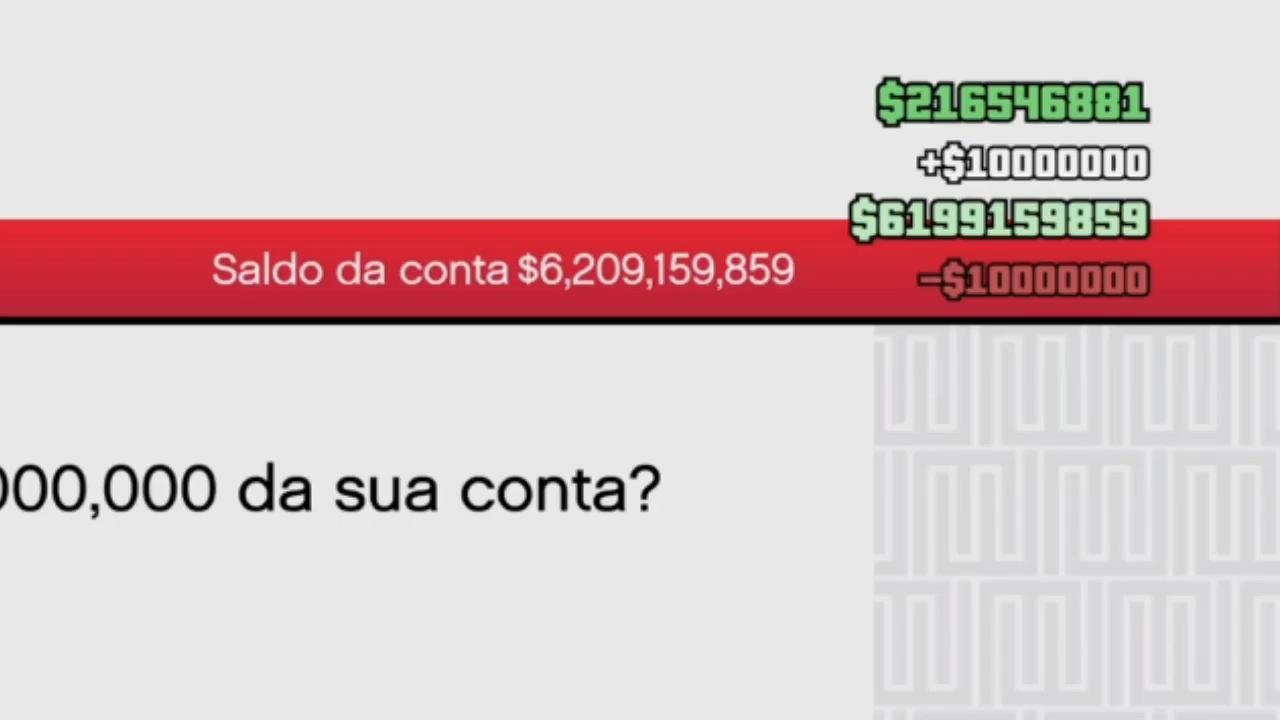 $216546881
+$10000000
$6199159859
Saldo da conta $6,209,159,859
-$10000000
000,000 da sua conta?